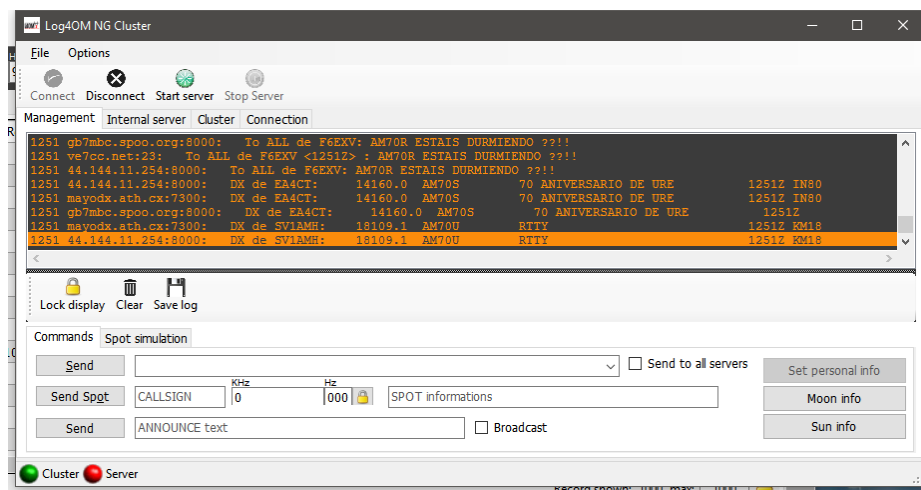 Log4OM NG Cluster
File Options
Connect Disconnect Start server Stop Server
Management Internal server Cluster Connection
1251 gb7mbc.spoo.org:8000: To ALL de F6EXV: AM70R ESTAIS DURMIENDO ??!!
1251 ve7cc.net:23: To ALL de F6EXV <1251Z> : AM70R ESTAIS DURMIENDO ??!!
1251 44.144.11.254:8000: To ALL de F6EXV: AM70R ESTAIS DURMIENDO ??!!
1251 44.144.11.254:8000: DX de EA4CT: 14160.0 AM70S 70 ANIVERSARIO DE URE 1251Z IN80
1251 mayodx.ath.cx:7300: DX de EA4CT: 14160.0 AM70S 70 ANIVERSARIO DE URE 1251Z IN80
1251 gb7mbc.spoo.org:8000: DX de EA4CT: 14160.0 AM70S 70 ANIVERSARIO DE URE 1251Z
1251 mayodx.ath.cx:7300: DX de SV1AMH: 18109.1 AM70U RTTY 1251Z KM18
1251 44.144.11.254:8000: DX de SV1AMH: 18109.1 AM70U RTTY 1251Z KM18
Lock display Clear Save log
Commands Spot simulation
Send Send to all servers Set personal info
KHz Hz
Send Spot CALLSIGN 0 000 SPOT informations Moon info
Send ANNOUNCE text Broadcast Sun info
Cluster Server